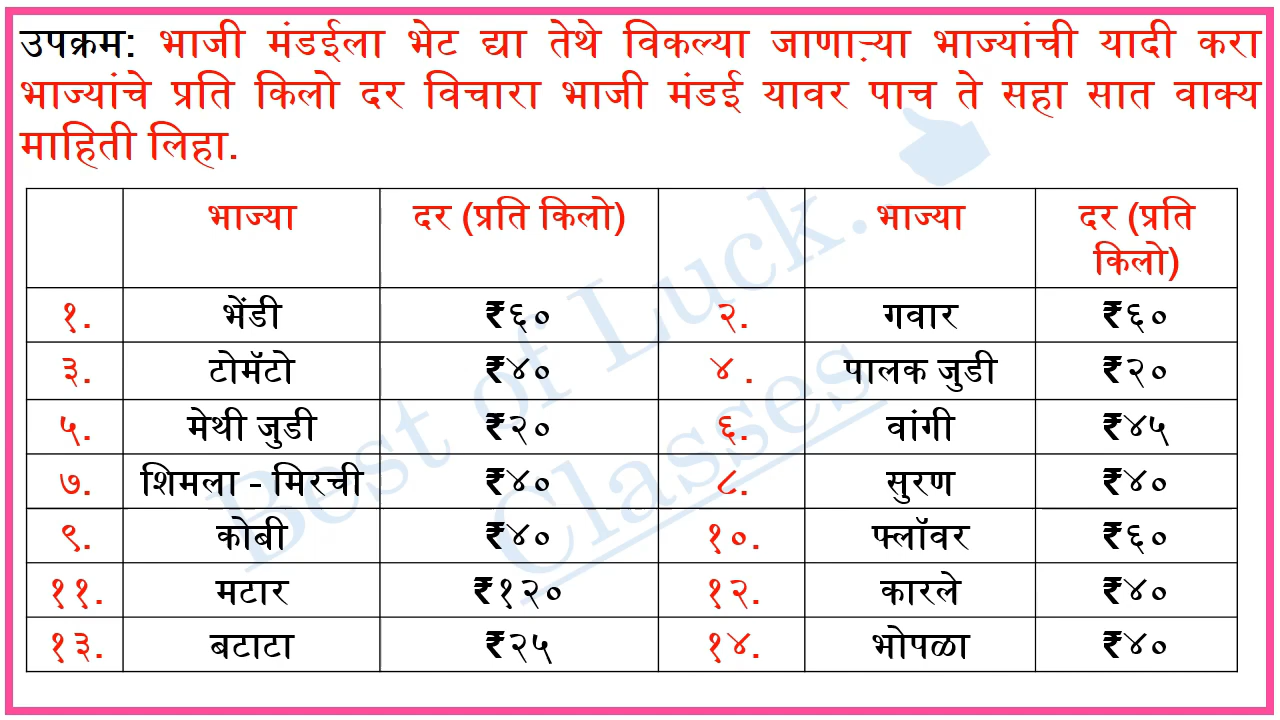 उपक्रम: भाजी मंडईला भेट द्या तेथे विकल्या जाणाऱ्या भाज्यांची यादी करा
भाज्यांचे प्रति किलो दर विचारा भाजी मंडई यावर पाच ते सहा सात वाक्य
माहिती लिहा.
भाज्या दर (प्रति किलो) भाज्या दर (प्रति
किलो)
१. भेंडी ₹६० २. गवार ₹६०
३. टोमॅटो ₹४० ४ . पालक जुडी ₹२०
५. मेथी जुडी ₹२० ६. वांगी ₹४५
७. शिमला - मिरची ₹४० ८. सुरण ₹४०
९. कोबी ₹४० १०. फ्लॉवर ₹६०
११. मटार ₹१२० १२. कारले ₹४०
१३. बटाटा ₹२५ १४. भोपळा ₹४०
Best of Luck..
Classes